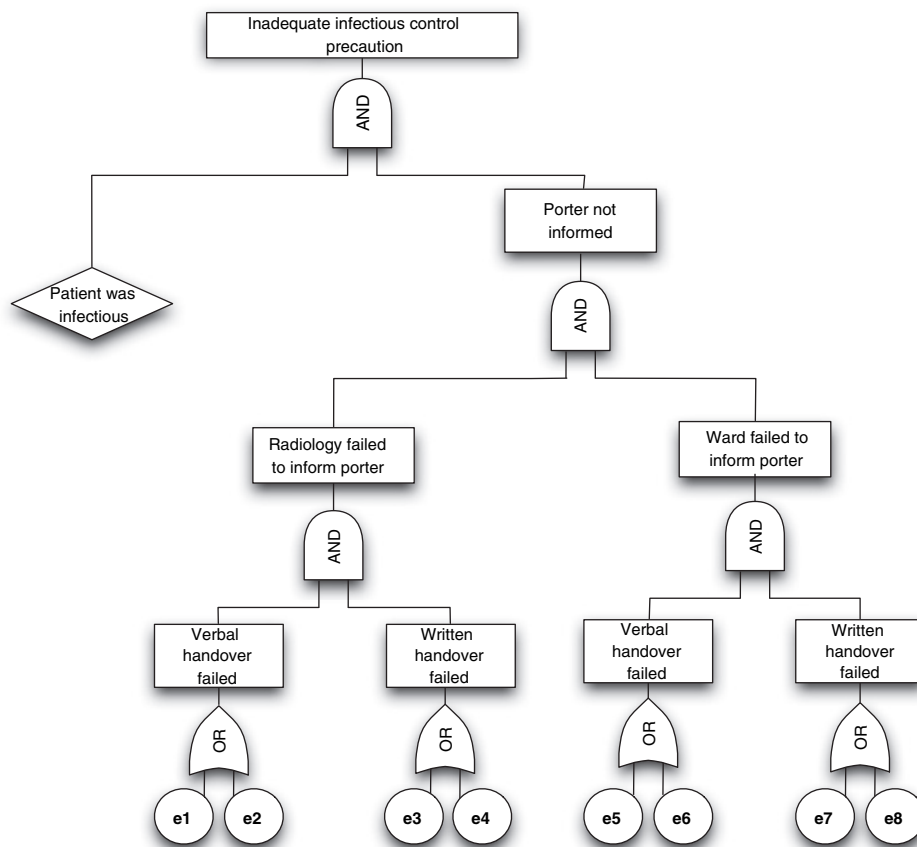 Inadequate infectious control
precaution
AND
Porter not
informed
Patient was
infectious
AND
Radiology failed
to inform porter
Ward failed to
inform porter
AND
AND
Verbal
handover
failed
Written
handover
failed
Verbal
handover
failed
Written
handover
failed
OR
OR
OR
OR
e1
e2
e3
e4
e5
e6
e7
e8